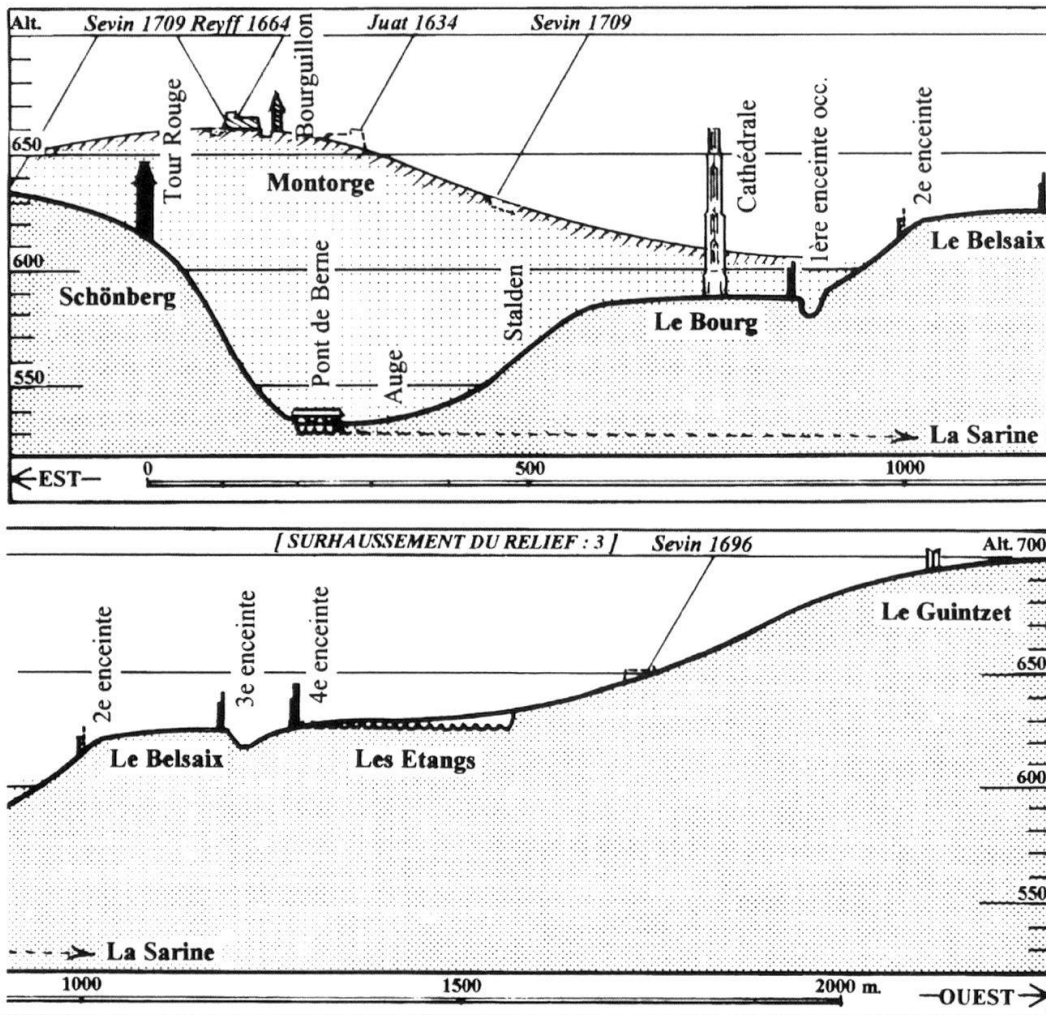 Alt.
Sevin 1709 Reyff 1664
Juat 1634
Sevin 1709
Tour Rouge
Bourguillon
Cathédrale
1ère enceinte occ.
2e enceinte
650
Montorge
Le Belsaix
600
Schönberg
Pont de Berne
Stalden
Le Bourg
550
Auge
La Sarine
EST
0
500
1000
[ SURHAUSSEMENT DU RELIEF : 3 ]
Sevin 1696
Alt. 700
2e enceinte
3e enceinte
4e enceinte
Le Guintzet
650
Le Belsaix
Les Etangs
600
550
La Sarine
1000
1500
2000 m.
OUEST